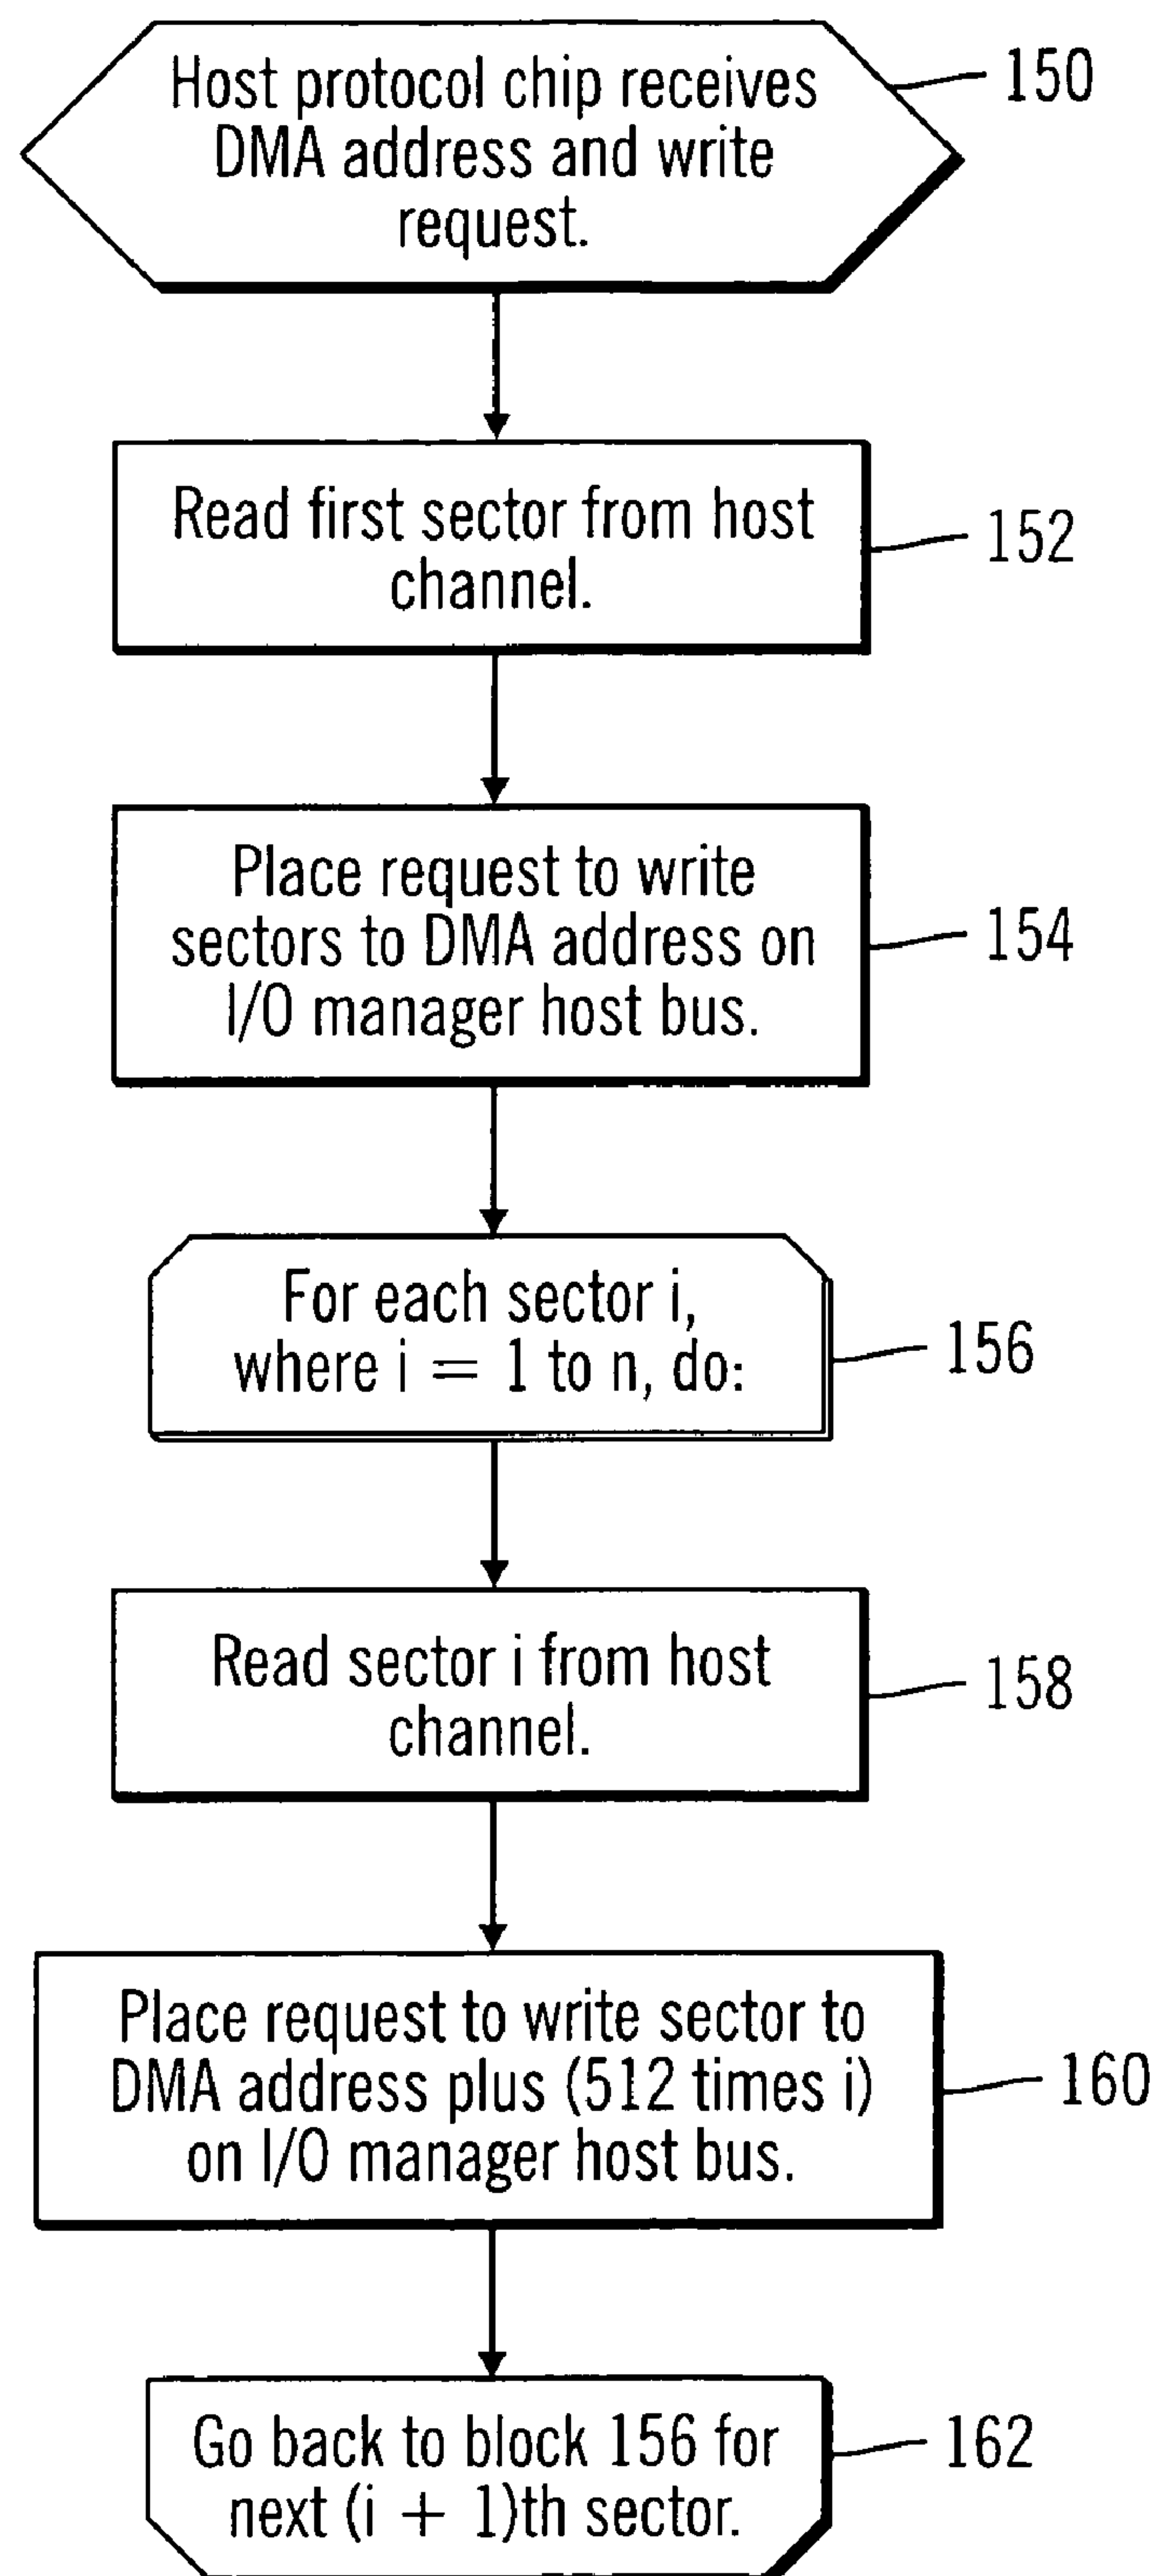 Host protocol chip receives
DMA address and write
request.
150
Read first sector from host
channel.
152
Place request to write
sectors to DMA address on
I/O manager host bus.
154
For each sector i,
where i = 1 to n, do:
156
Read sector i from host
channel.
158
Place request to write sector to
DMA address plus (512 times i)
on I/O manager host bus.
160
Go back to block 156 for
next (i + 1)th sector.
162